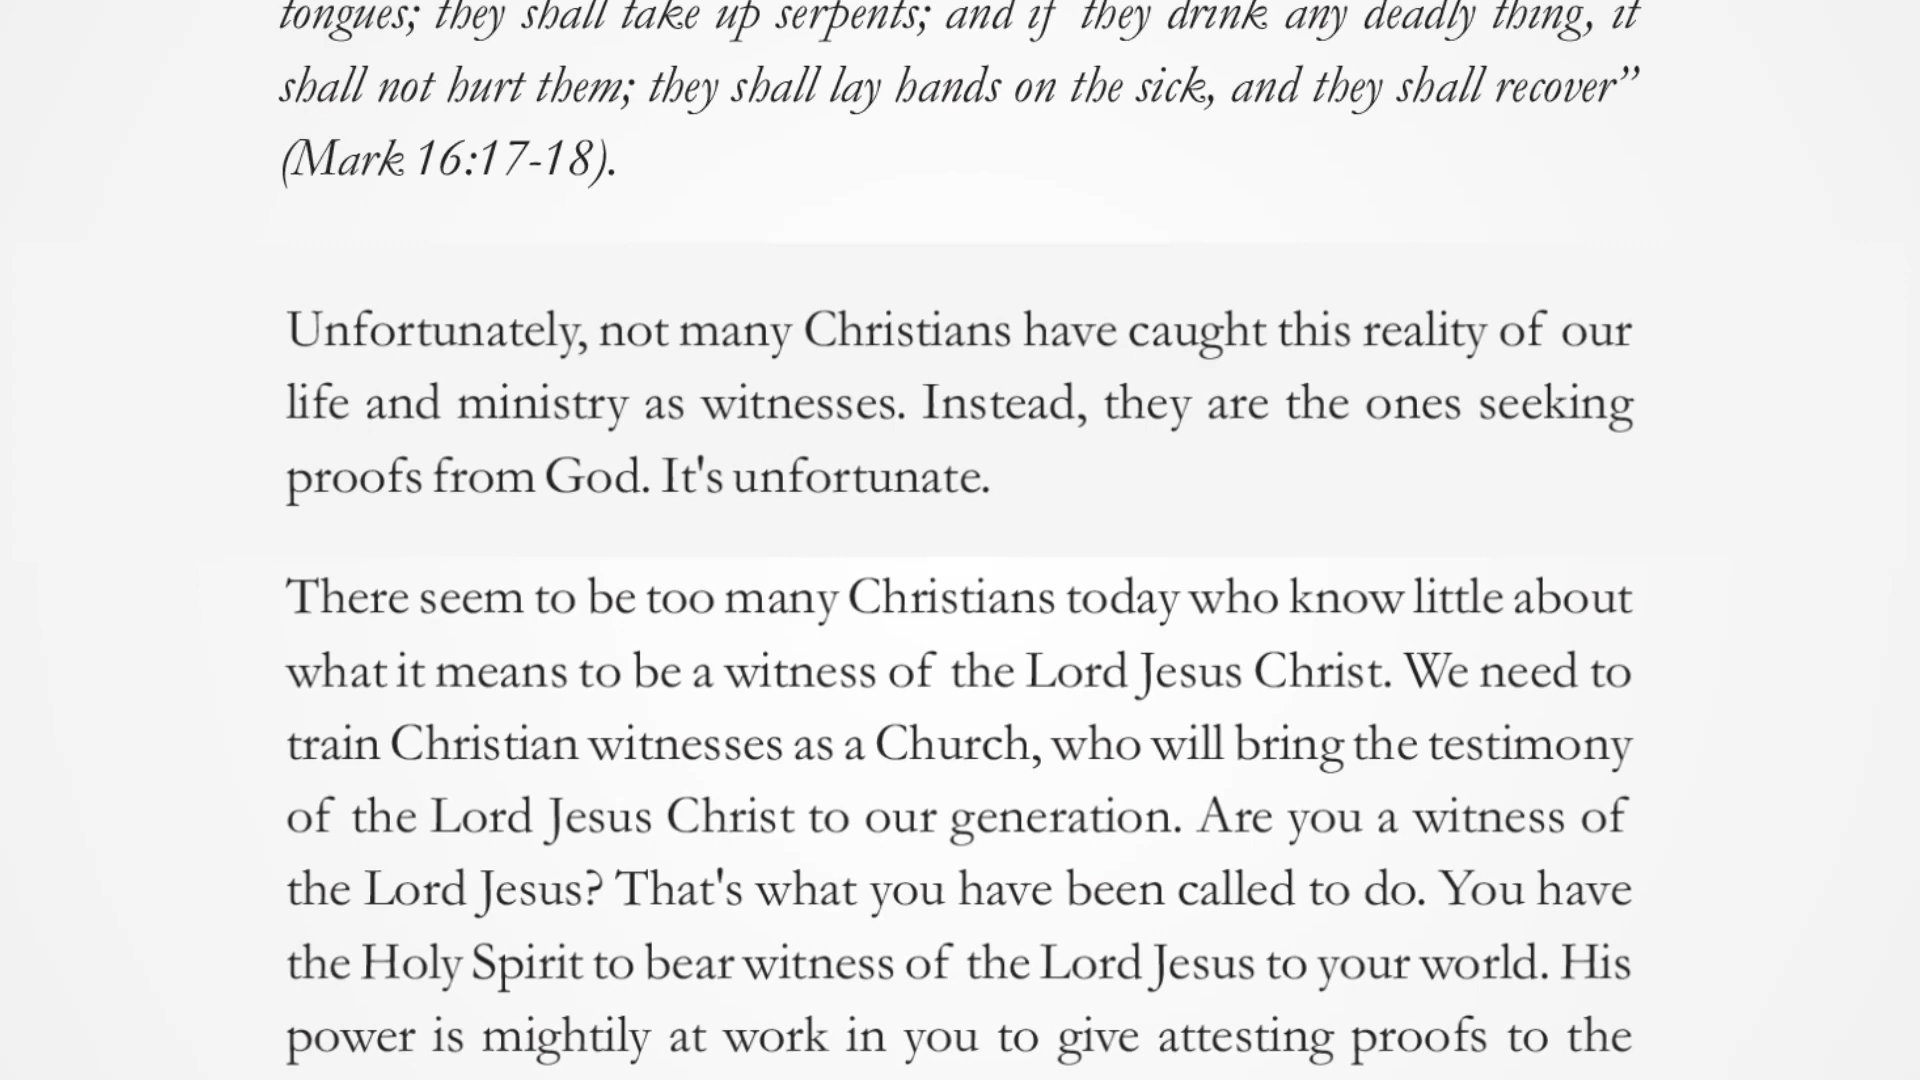 tongues; they shall take up serpents; and if they drink any deadly thing, it
shall not hurt them; they shall lay hands on the sick, and they shall recover”
(Mark 16:17-18).
Unfortunately, not many Christians have caught this reality of our
life and ministry as witnesses. Instead, they are the ones seeking
proofs from God. It's unfortunate.
There seem to be too many Christians today who know little about
what it means to be a witness of the Lord Jesus Christ. We need to
train Christian witnesses as a Church, who will bring the testimony
of the Lord Jesus Christ to our generation. Are you a witness of
the Lord Jesus? That's what you have been called to do. You have
the Holy Spirit to bear witness of the Lord Jesus to your world. His
power is mightily at work in you to give attesting proofs to the